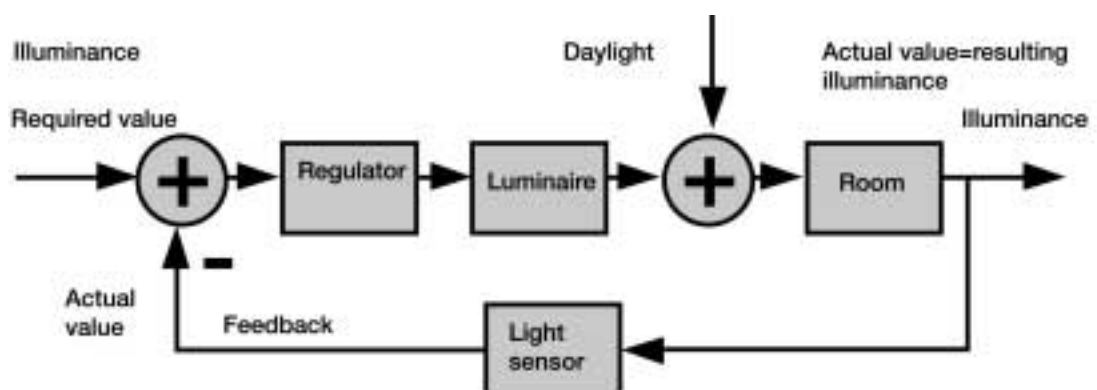 Illuminance
Daylight
Actual value=resulting
illuminance
Required value
Illuminance
+
Regulator
Luminaire
+
Room
-
Actual
value
Feedback
Light
sensor